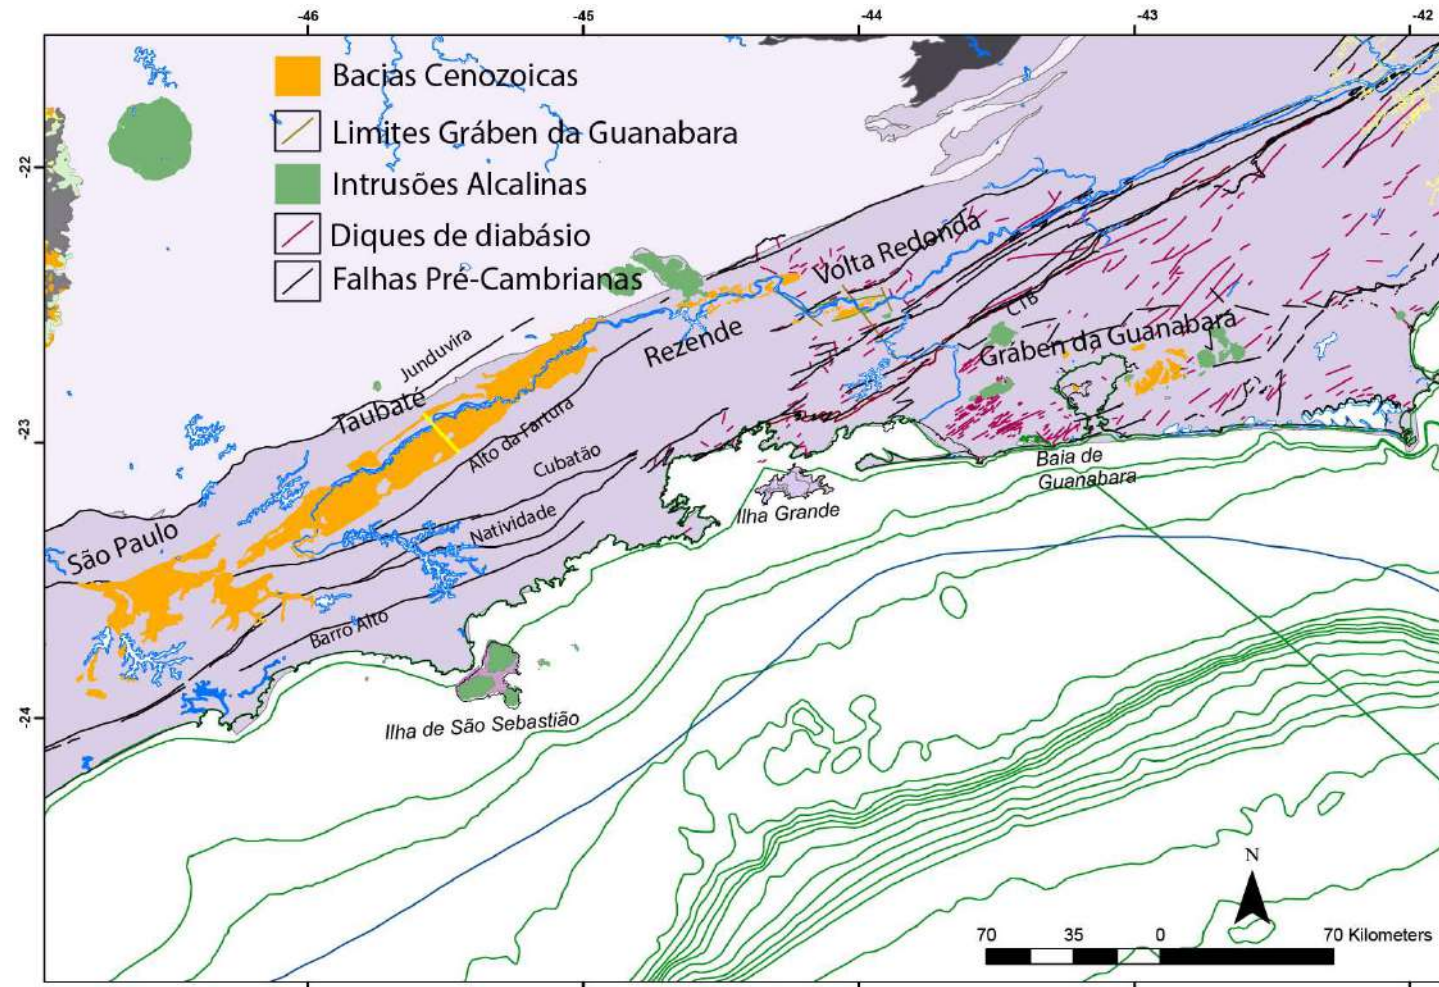 -46
-45
-44
-43
-42
Bacias Cenozoicas
Limites Gráben da Guanabara
Intrusões Alcalinas
Diques de diabásio
Falhas Pré-Cambrianas
-22
-23
-24
Volta Redonda
Rezende
CTB
Gráben da Guanabara
Junduvira
Taubaté
Alto da Fartura
Cubatão
Natividade
São Paulo
Barro Alto
Baia de
Guanabara
Ilha Grande
Ilha de São Sebastião
N
70 35 0 70 Kilometers